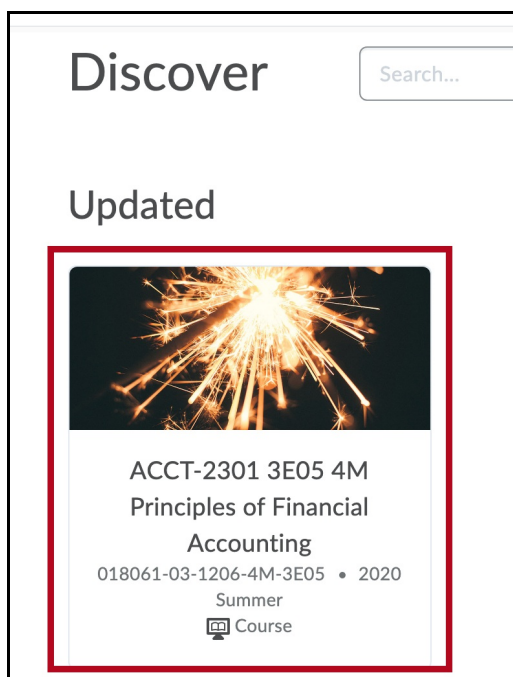 Discover
Search...
Updated
ACCT-2301 3E05 4M
Principles of Financial
Accounting
018061-03-1206-4M-3E05 • 2020
Summer
Course